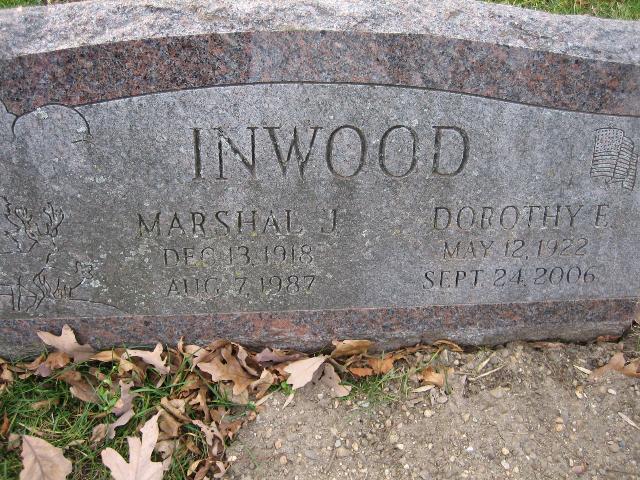 INWOOD
MARSHAL J.
DEC. 13, 1918
AUG. 7, 1987
DOROTHY E.
MAY 12, 1922
SEPT. 24, 2006